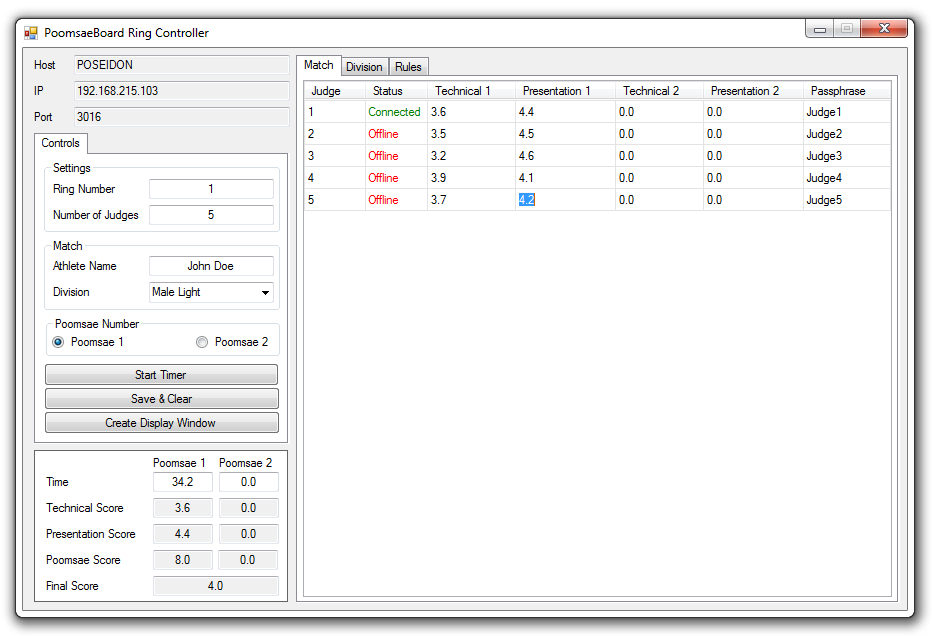 PoomsaeBoard Ring Controller
Host POSEIDON
IP 192.168.215.103
Port 3016
Controls
Settings
Ring Number 1
Number of Judges 5
Match
Athlete Name John Doe
Division Male Light
Poomsae Number
Poomsae 1 Poomsae 2
Start Timer
Save & Clear
Create Display Window
Poomsae 1 Poomsae 2
Time 34.2 0.0
Technical Score 3.6 0.0
Presentation Score 4.4 0.0
Poomsae Score 8.0 0.0
Final Score 4.0
Match Division Rules
Judge Status Technical 1 Presentation 1 Technical 2 Presentation 2 Passphrase
1 Connected 3.6 4.4 0.0 0.0 Judge1
2 Offline 3.5 4.5 0.0 0.0 Judge2
3 Offline 3.2 4.6 0.0 0.0 Judge3
4 Offline 3.9 4.1 0.0 0.0 Judge4
5 Offline 3.7 4.2 0.0 0.0 Judge5